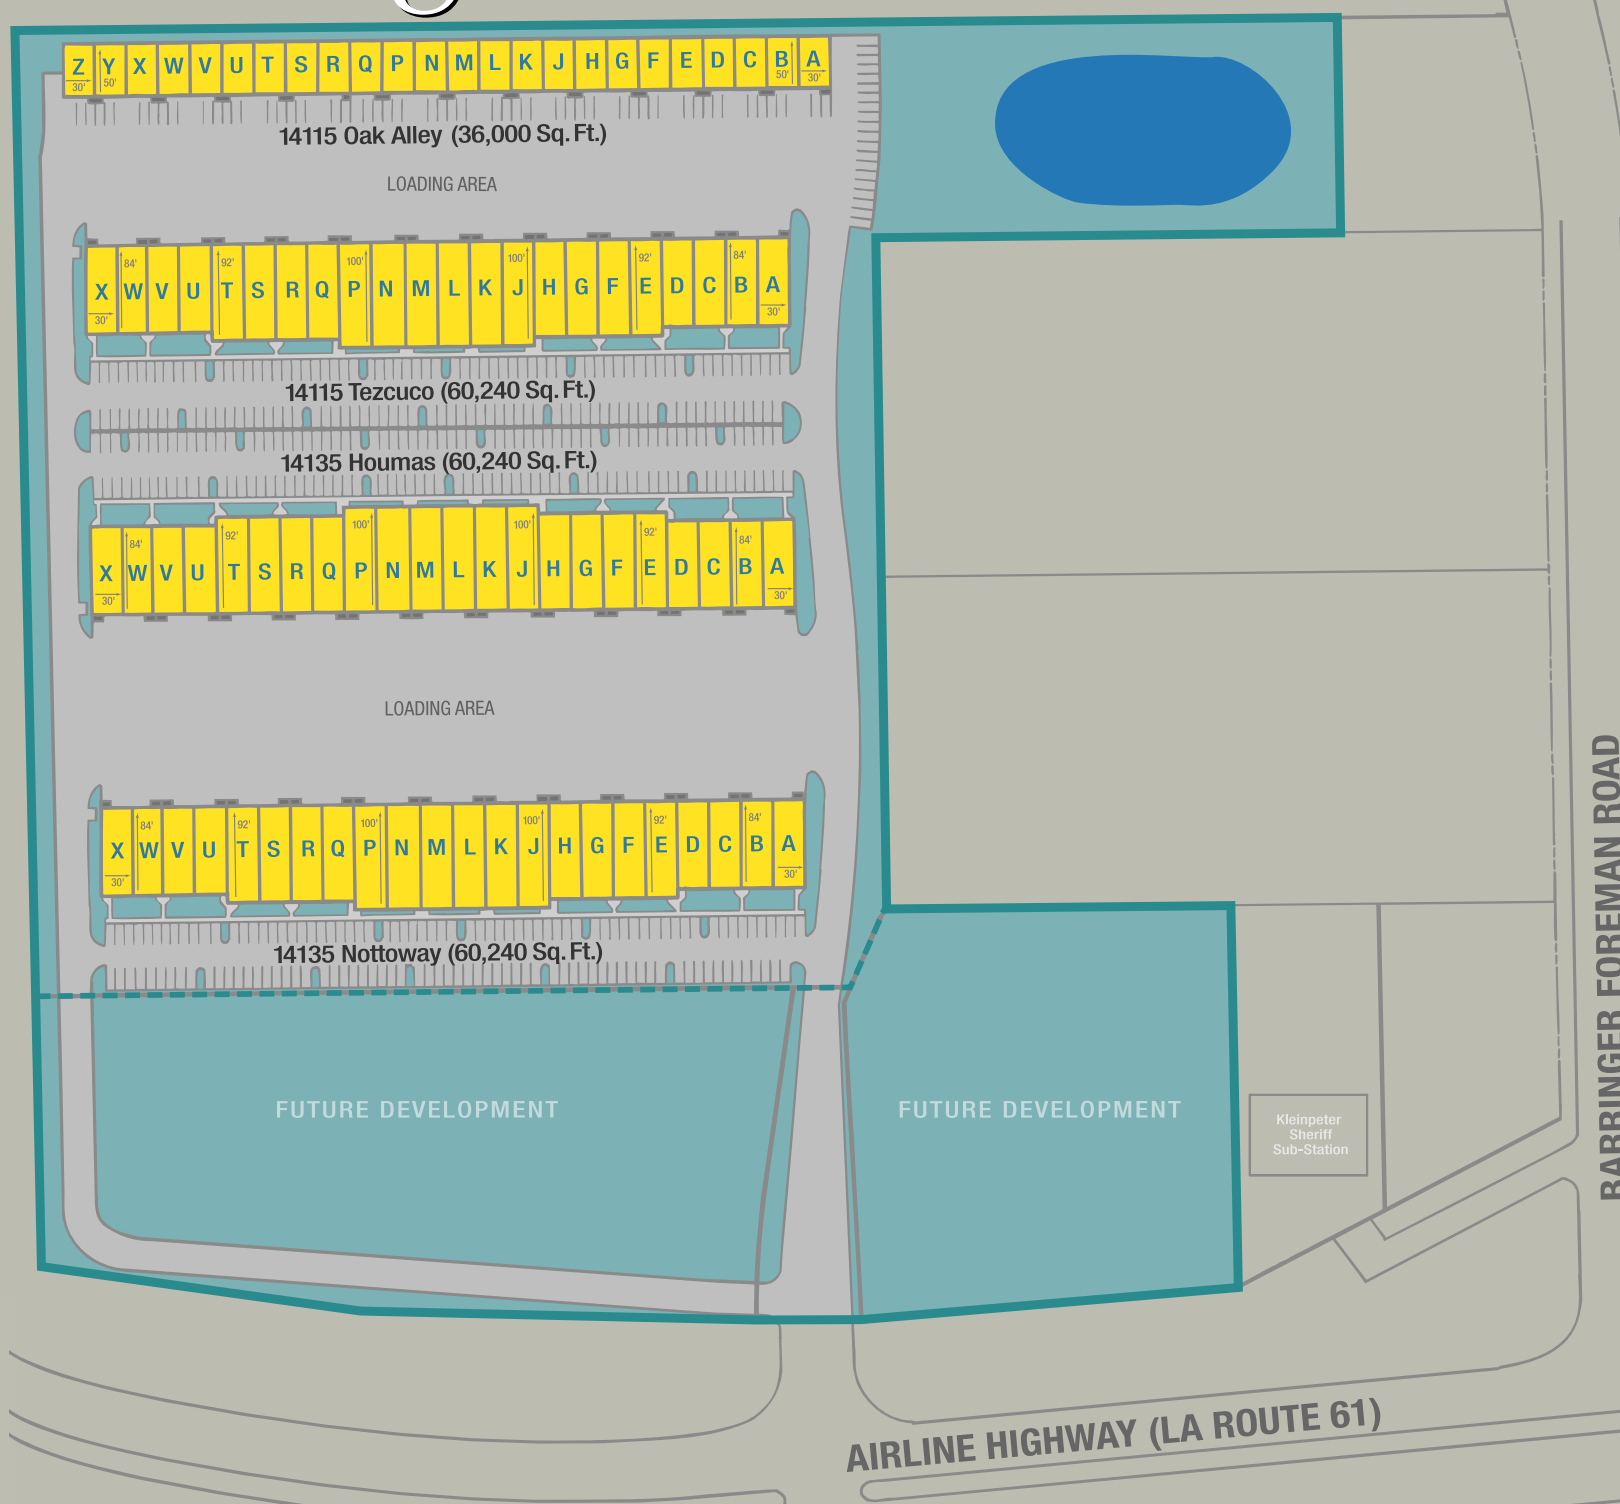 Z Y X W V U T S R Q P N M L K J H G F E D C B A
30' 50' 50' 30'
14115 Oak Alley (36,000 Sq. Ft.)
LOADING AREA
84' 92' 100' 100' 92' 84'
X W V U T S R Q P N M L K J H G F E D C B A
30' 30'
14115 Tezcuco (60,240 Sq. Ft.)
14135 Houmas (60,240 Sq. Ft.)
84' 92' 100' 100' 92' 84'
X W V U T S R Q P N M L K J H G F E D C B A
30' 30'
LOADING AREA
84' 92' 100' 100' 92' 84'
X W V U T S R Q P N M L K J H G F E D C B A
30' 30'
14135 Nottoway (60,240 Sq. Ft.)
FUTURE DEVELOPMENT
FUTURE DEVELOPMENT
Kleinpeter
Sheriff
Sub-Station
BARRINGER FOREMAN ROAD
AIRLINE HIGHWAY (LA ROUTE 61)